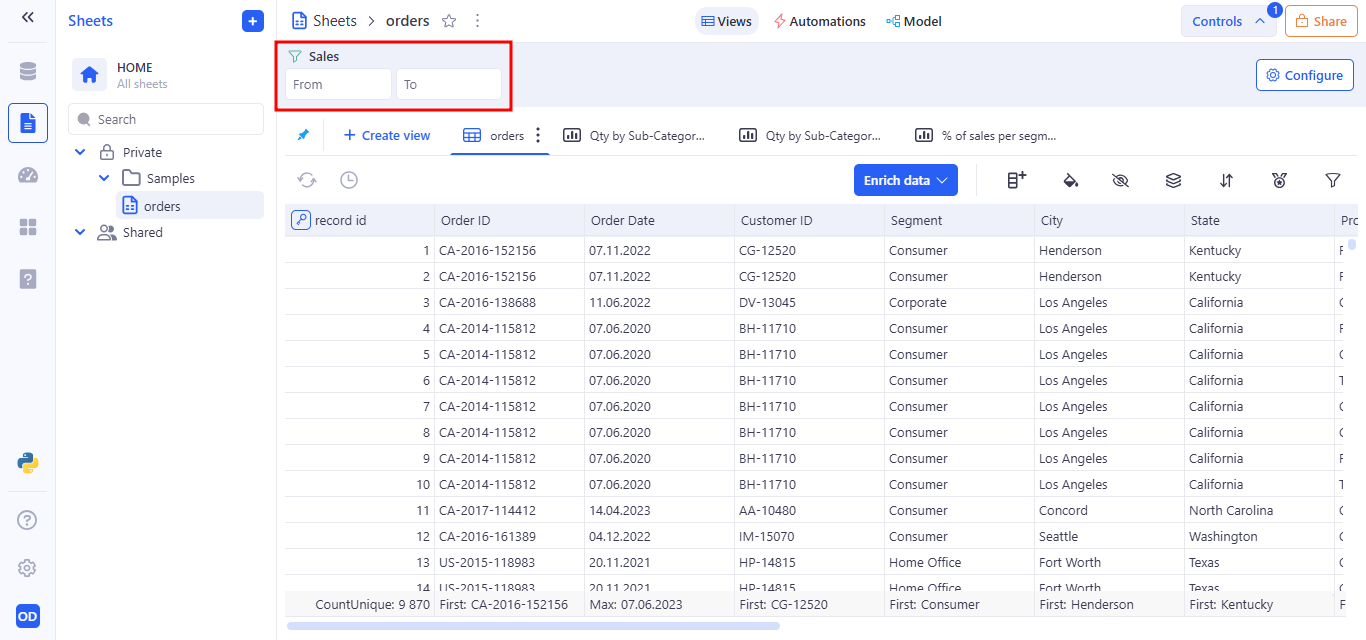 Sheets
HOME
All sheets
Search
Private
Samples
orders
Shared
OD
Sheets > orders
Views
Automations
Model
Controls
1
Share
Sales
From
To
Configure
+ Create view
orders
Qty by Sub-Categor...
Qty by Sub-Categor...
% of sales per segm...
Enrich data
record id Order ID Order Date Customer ID Segment City State Pro
1 CA-2016-152156 07.11.2022 CG-12520 Consumer Henderson Kentucky
2 CA-2016-152156 07.11.2022 CG-12520 Consumer Henderson Kentucky
3 CA-2016-138688 11.06.2022 DV-13045 Corporate Los Angeles California
4 CA-2014-115812 07.06.2020 BH-11710 Consumer Los Angeles California
5 CA-2014-115812 07.06.2020 BH-11710 Consumer Los Angeles California
6 CA-2014-115812 07.06.2020 BH-11710 Consumer Los Angeles California
7 CA-2014-115812 07.06.2020 BH-11710 Consumer Los Angeles California
8 CA-2014-115812 07.06.2020 BH-11710 Consumer Los Angeles California
9 CA-2014-115812 07.06.2020 BH-11710 Consumer Los Angeles California
10 CA-2014-115812 07.06.2020 BH-11710 Consumer Los Angeles California
11 CA-2017-114412 14.04.2023 AA-10480 Consumer Concord North Carolina
12 CA-2016-161389 04.12.2022 IM-15070 Consumer Seattle Washington
13 US-2015-118983 20.11.2021 HP-14815 Home Office Fort Worth Texas
14 US-2015-118983 20.11.2021 HP-14815 Home Office Fort Worth Texas
CountUnique: 9 870 First: CA-2016-152156 Max: 07.06.2023 First: CG-12520 First: Consumer First: Henderson First: Kentucky F